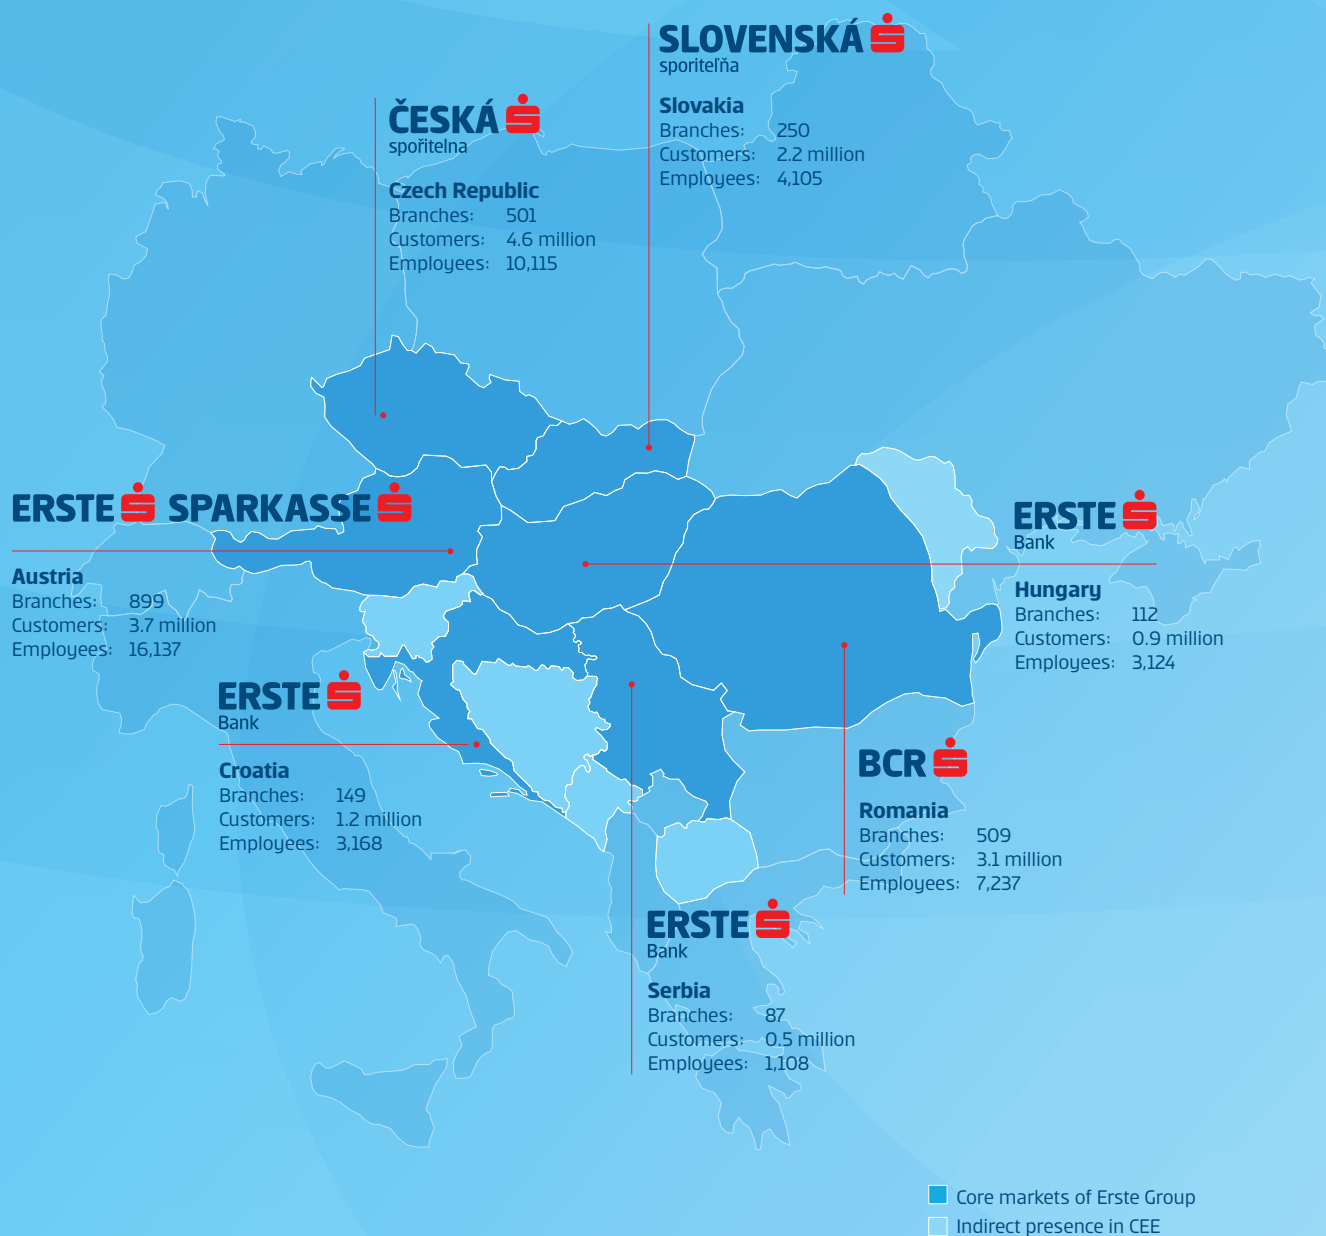 SLOVENSKÁ
sporiteľňa
Slovakia
Branches: 250
Customers: 2.2 million
Employees: 4,105
ČESKÁ
spořitelna
Czech Republic
Branches: 501
Customers: 4.6 million
Employees: 10,115
ERSTE SPARKASSE
Austria
Branches: 899
Customers: 3.7 million
Employees: 16,137
ERSTE
Bank
Hungary
Branches: 112
Customers: 0.9 million
Employees: 3,124
ERSTE
Bank
Croatia
Branches: 149
Customers: 1.2 million
Employees: 3,168
BCR
Romania
Branches: 509
Customers: 3.1 million
Employees: 7,237
ERSTE
Bank
Serbia
Branches: 87
Customers: 0.5 million
Employees: 1,108
Core markets of Erste Group
Indirect presence in CEE